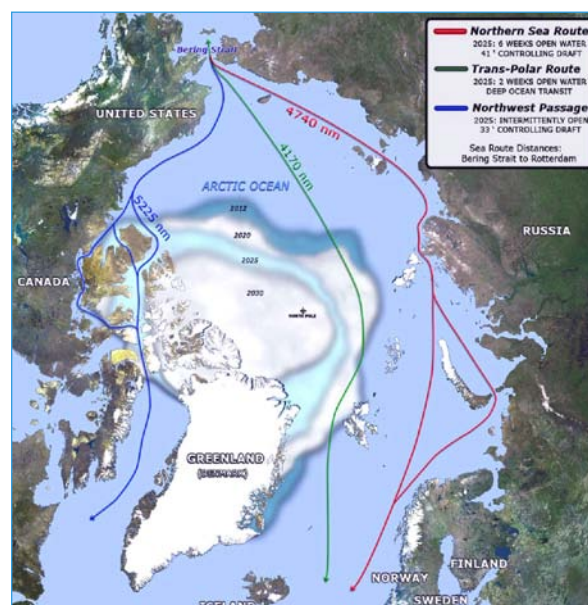 Northern Sea Route
2025: 6 WEEKS OPEN WATER
41' CONTROLLING DRAFT
Trans-Polar Route
2025: 2 WEEKS OPEN WATER
DEEP OCEAN TRANSIT
Northwest Passage
2025: INTERMITTENTLY OPEN
33' CONTROLLING DRAFT
Sea Route Distances:
Bering Strait to Rotterdam
Bering Strait
UNITED STATES
4740 nm
4170 nm
5225 nm
ARCTIC OCEAN
2012
2020
2025
2030
NORTH POLE
RUSSIA
CANADA
GREENLAND
(DENMARK)
FINLAND
NORWAY
SWEDEN
ICELAND